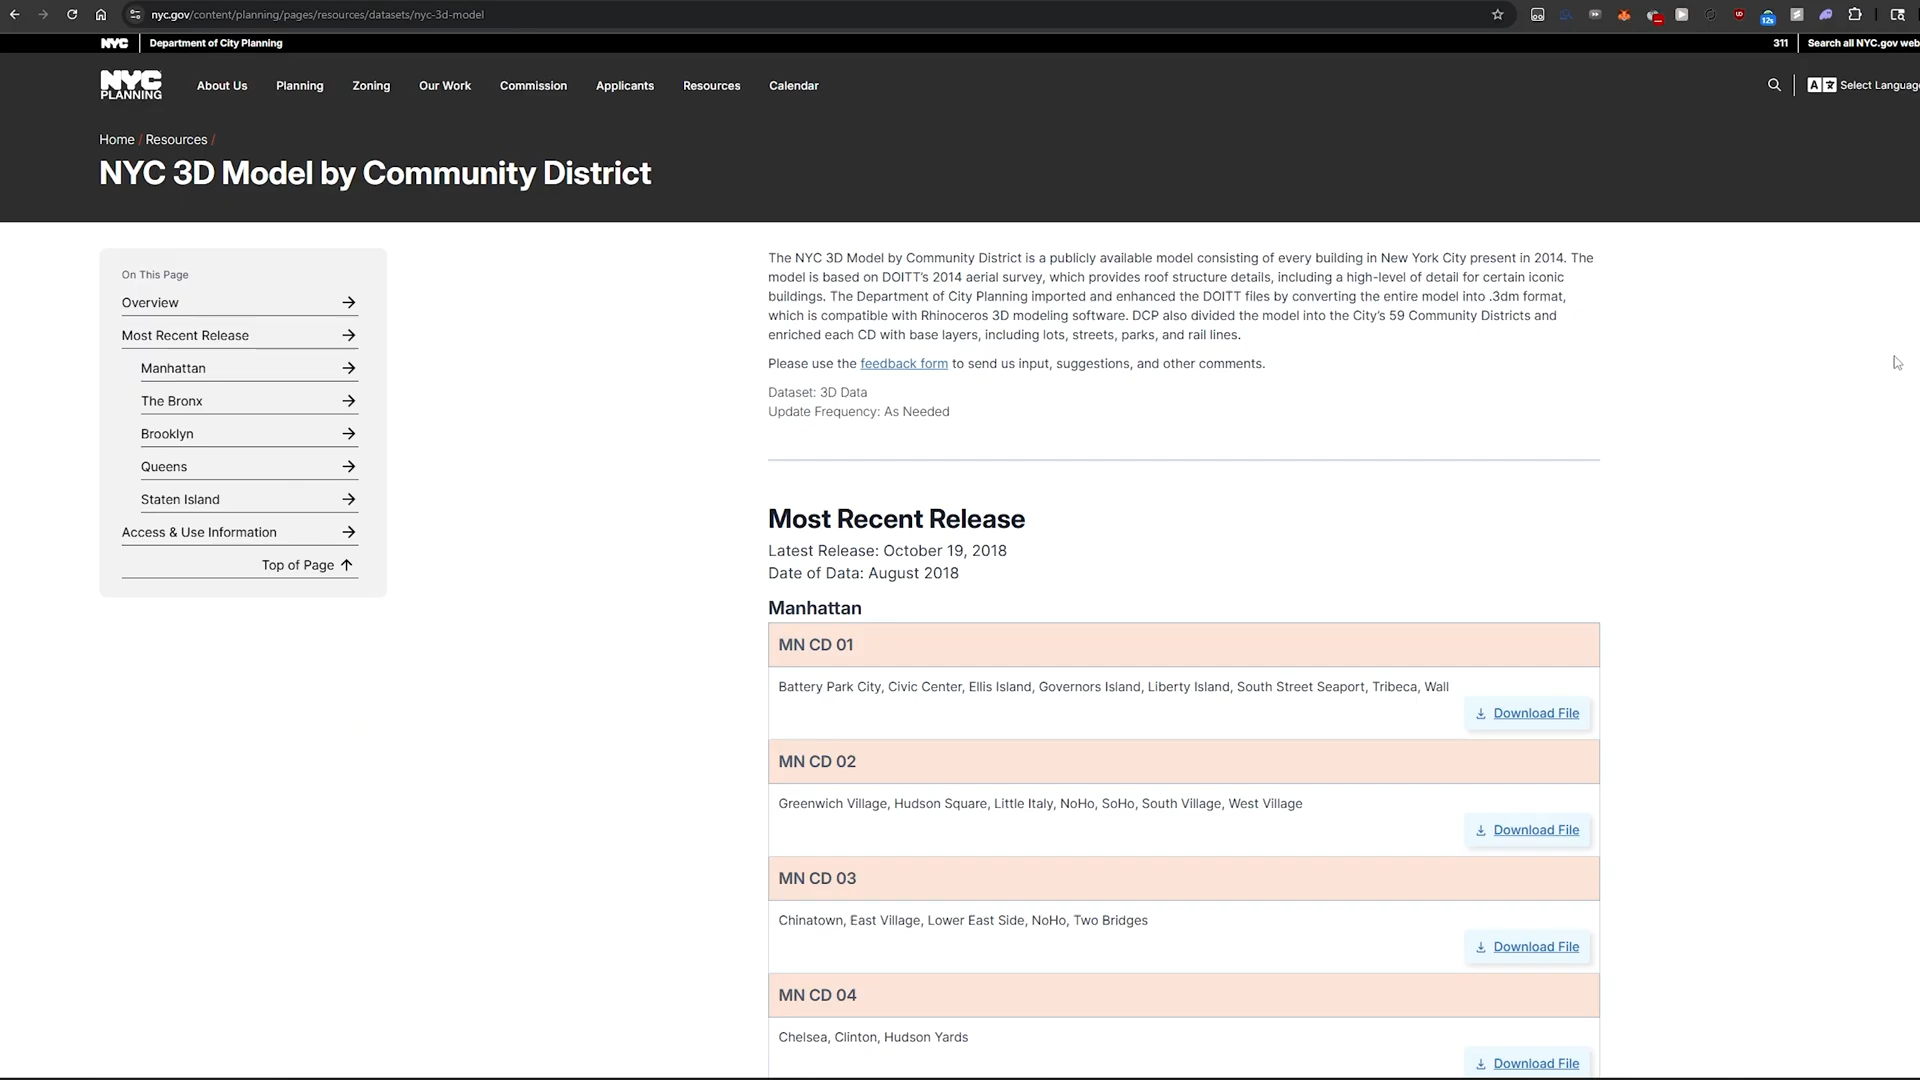 nyc.gov/content/planning/pages/resources/datasets/nyc-3d-model
12s
NYC
Department of City Planning
311
Search all NYC.gov web
NYC
PLANNING
About Us
Planning
Zoning
Our Work
Commission
Applicants
Resources
Calendar
Select Language
Home / Resources /
NYC 3D Model by Community District
On This Page
Overview
Most Recent Release
Manhattan
The Bronx
Brooklyn
Queens
Staten Island
Access & Use Information
Top of Page
The NYC 3D Model by Community District is a publicly available model consisting of every building in New York City present in 2014. The
model is based on DOITT's 2014 aerial survey, which provides roof structure details, including a high-level of detail for certain iconic
buildings. The Department of City Planning imported and enhanced the DOITT files by converting the entire model into .3dm format,
which is compatible with Rhinoceros 3D modeling software. DCP also divided the model into the City's 59 Community Districts and
enriched each CD with base layers, including lots, streets, parks, and rail lines.
Please use the feedback form to send us input, suggestions, and other comments.
Dataset: 3D Data
Update Frequency: As Needed
Most Recent Release
Latest Release: October 19, 2018
Date of Data: August 2018
Manhattan
MN CD 01
Battery Park City, Civic Center, Ellis Island, Governors Island, Liberty Island, South Street Seaport, Tribeca, Wall
Download File
MN CD 02
Greenwich Village, Hudson Square, Little Italy, NoHo, SoHo, South Village, West Village
Download File
MN CD 03
Chinatown, East Village, Lower East Side, NoHo, Two Bridges
Download File
MN CD 04
Chelsea, Clinton, Hudson Yards
Download File